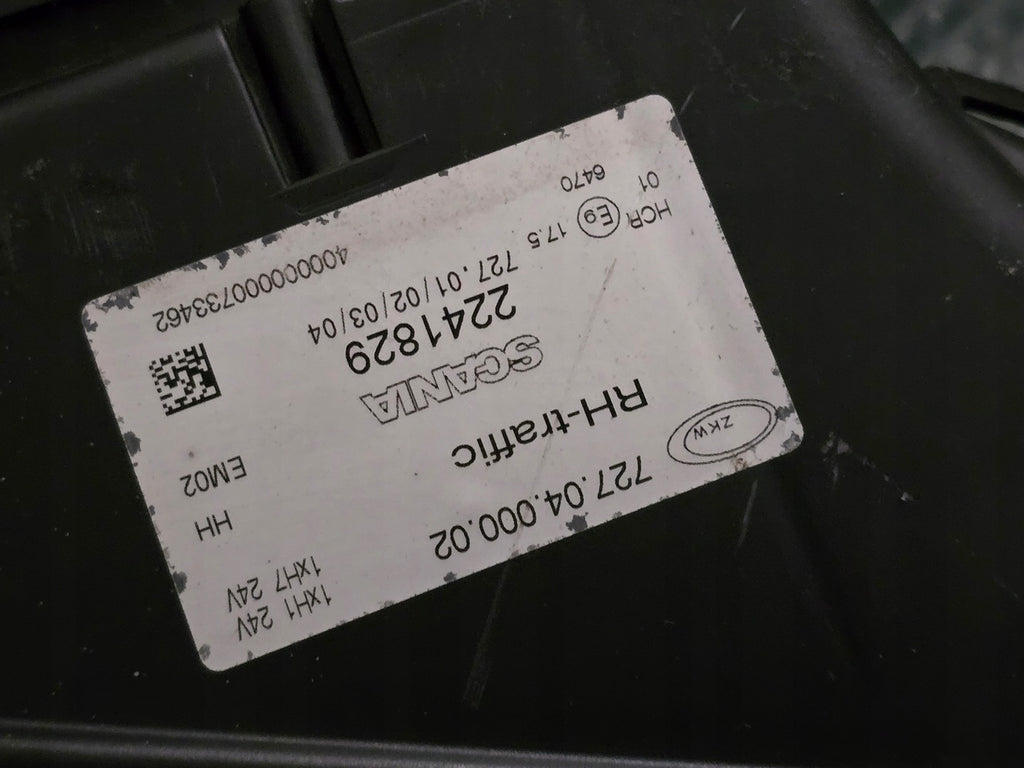 ZKW 727.04.000.02
1xH1 24V
1xH7 24V
RH-traffic
HH
SCANIA
EM02
2241829
727.01/02/03/04
HCR E9 17.5
01 6470
400000000733462